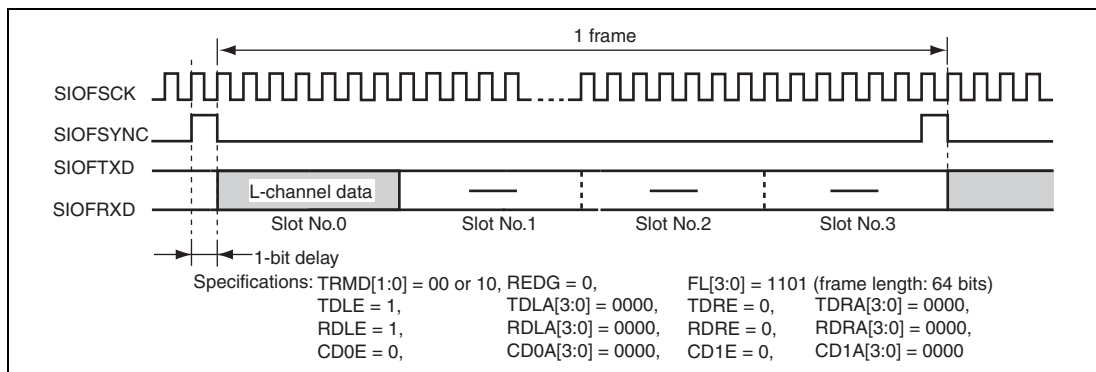 1 frame
SIOFSCK
SIOFSYNC
SIOFTXD
SIOFRXD
L-channel data
Slot No.0 Slot No.1 Slot No.2 Slot No.3
1-bit delay
Specifications: TRMD[1:0] = 00 or 10, REDG = 0, FL[3:0] = 1101 (frame length: 64 bits)
TDLE = 1, TDLA[3:0] = 0000, TDRE = 0, TDRA[3:0] = 0000,
RDLE = 1, RDLA[3:0] = 0000, RDRE = 0, RDRA[3:0] = 0000,
CD0E = 0, CD0A[3:0] = 0000, CD1E = 0, CD1A[3:0] = 0000